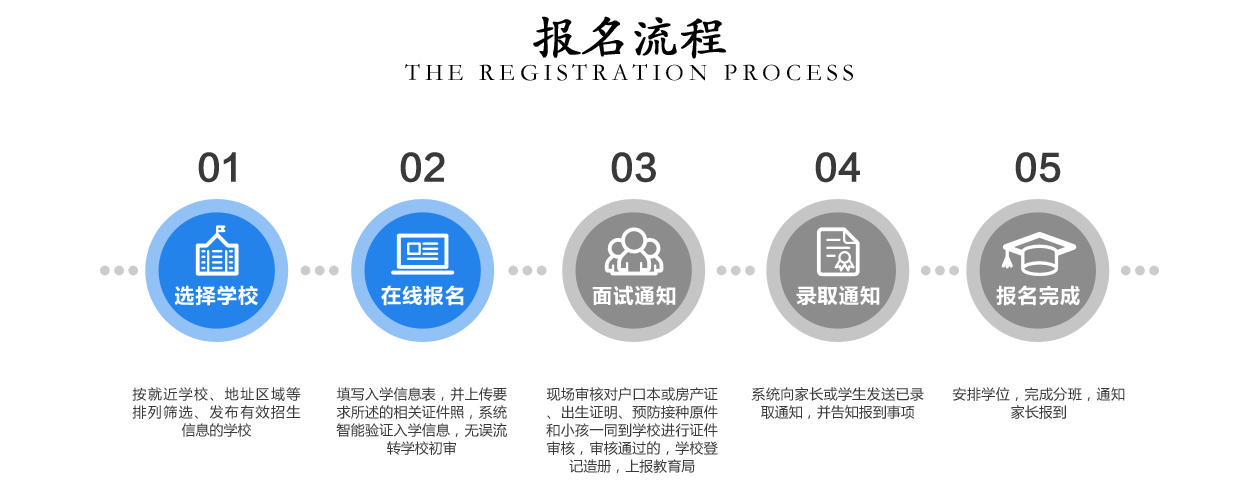 报名流程
THE REGISTRATION PROCESS
01
选择学校
按就近学校、地址区域等
排列筛选、发布有效招生
信息的学校
02
在线报名
填写入学信息表，并上传要
求所述的相关证件照，系统
智能验证入学信息，无误流
转学校初审
03
面试通知
现场审核对户口本或房产证
、出生证明、预防接种原件
和小孩一同到学校进行证件
审核，审核通过的，学校登
记造册，上报教育局
04
录取通知
系统向家长或学生发送已录
取通知，并告知报到事项
05
报名完成
安排学位，完成分班，通知
家长报到